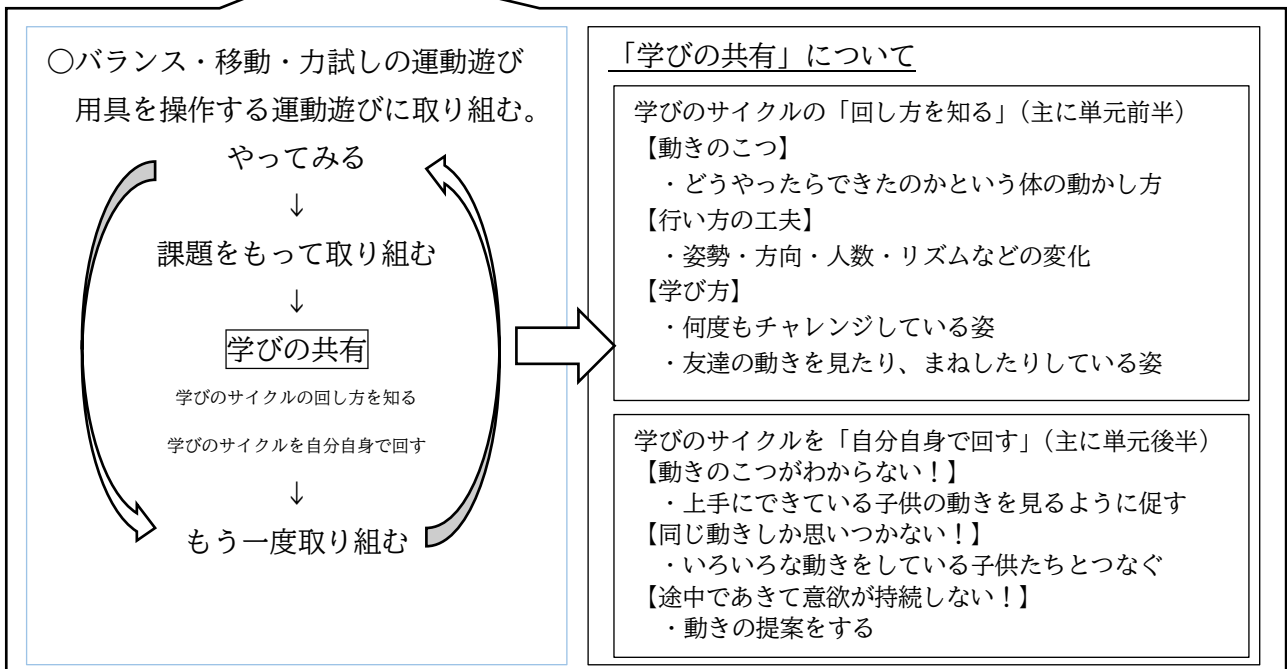 ○バランス・移動・力試しの運動遊び
用具を操作する運動遊びに取り組む。
やってみる
↓
課題をもって取り組む
↓
学びの共有
学びのサイクルの回し方を知る
学びのサイクルを自分自身で回す
↓
もう一度取り組む
「学びの共有」について
学びのサイクルの「回し方を知る」（主に単元前半）
【動きのこつ】
・どうやったらできたのかという体の動かし方
【行い方の工夫】
・姿勢・方向・人数・リズムなどの変化
【学び方】
・何度もチャレンジしている姿
・友達の動きを見たり、まねしたりしている姿
学びのサイクルを「自分自身で回す」（主に単元後半）
【動きのこつがわからない！】
・上手にできている子供の動きを見るように促す
【同じ動きしか思いつかない！】
・いろいろな動きをしている子供たちとつなぐ
【途中であきて意欲が持続しない！】
・動きの提案をする